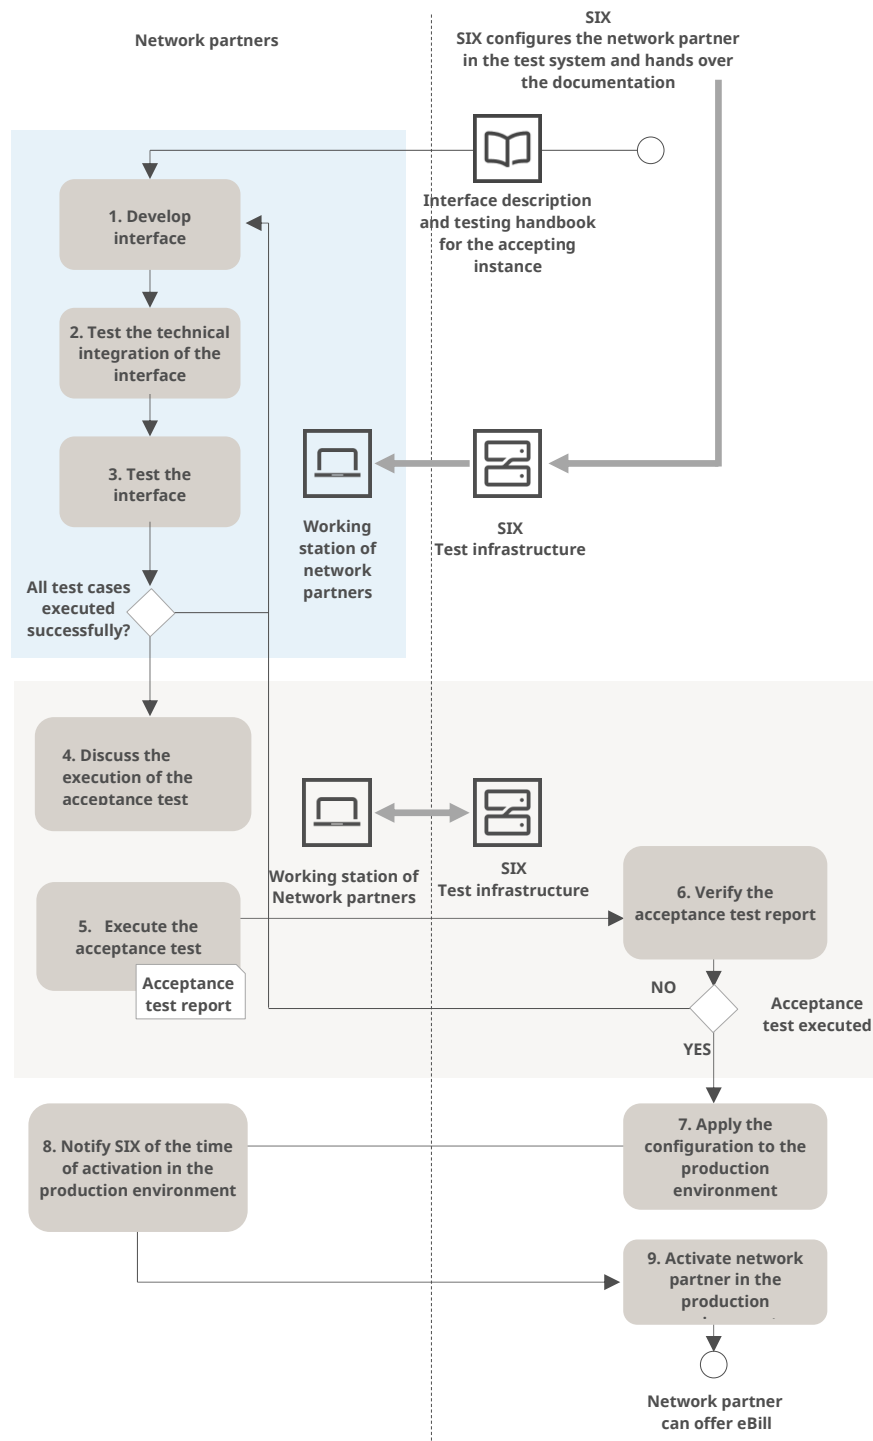 Network partners
SIX
SIX configures the network partner
in the test system and hands over
the documentation
Interface description
and testing handbook
for the accepting
instance
1. Develop
interface
2. Test the technical
integration of the
interface
3. Test the
interface
Working
station of
network
partners
SIX
Test infrastructure
All test cases
executed
successfully?
4. Discuss the
execution of the
acceptance test
Working station of
Network partners
SIX
Test infrastructure
5. Execute the
acceptance test
Acceptance
test report
6. Verify the
acceptance test report
NO
Acceptance
test executed
YES
7. Apply the
configuration to the
production
environment
8. Notify SIX of the time
of activation in the
production environment
9. Activate network
partner in the
production
Network partner
can offer eBill